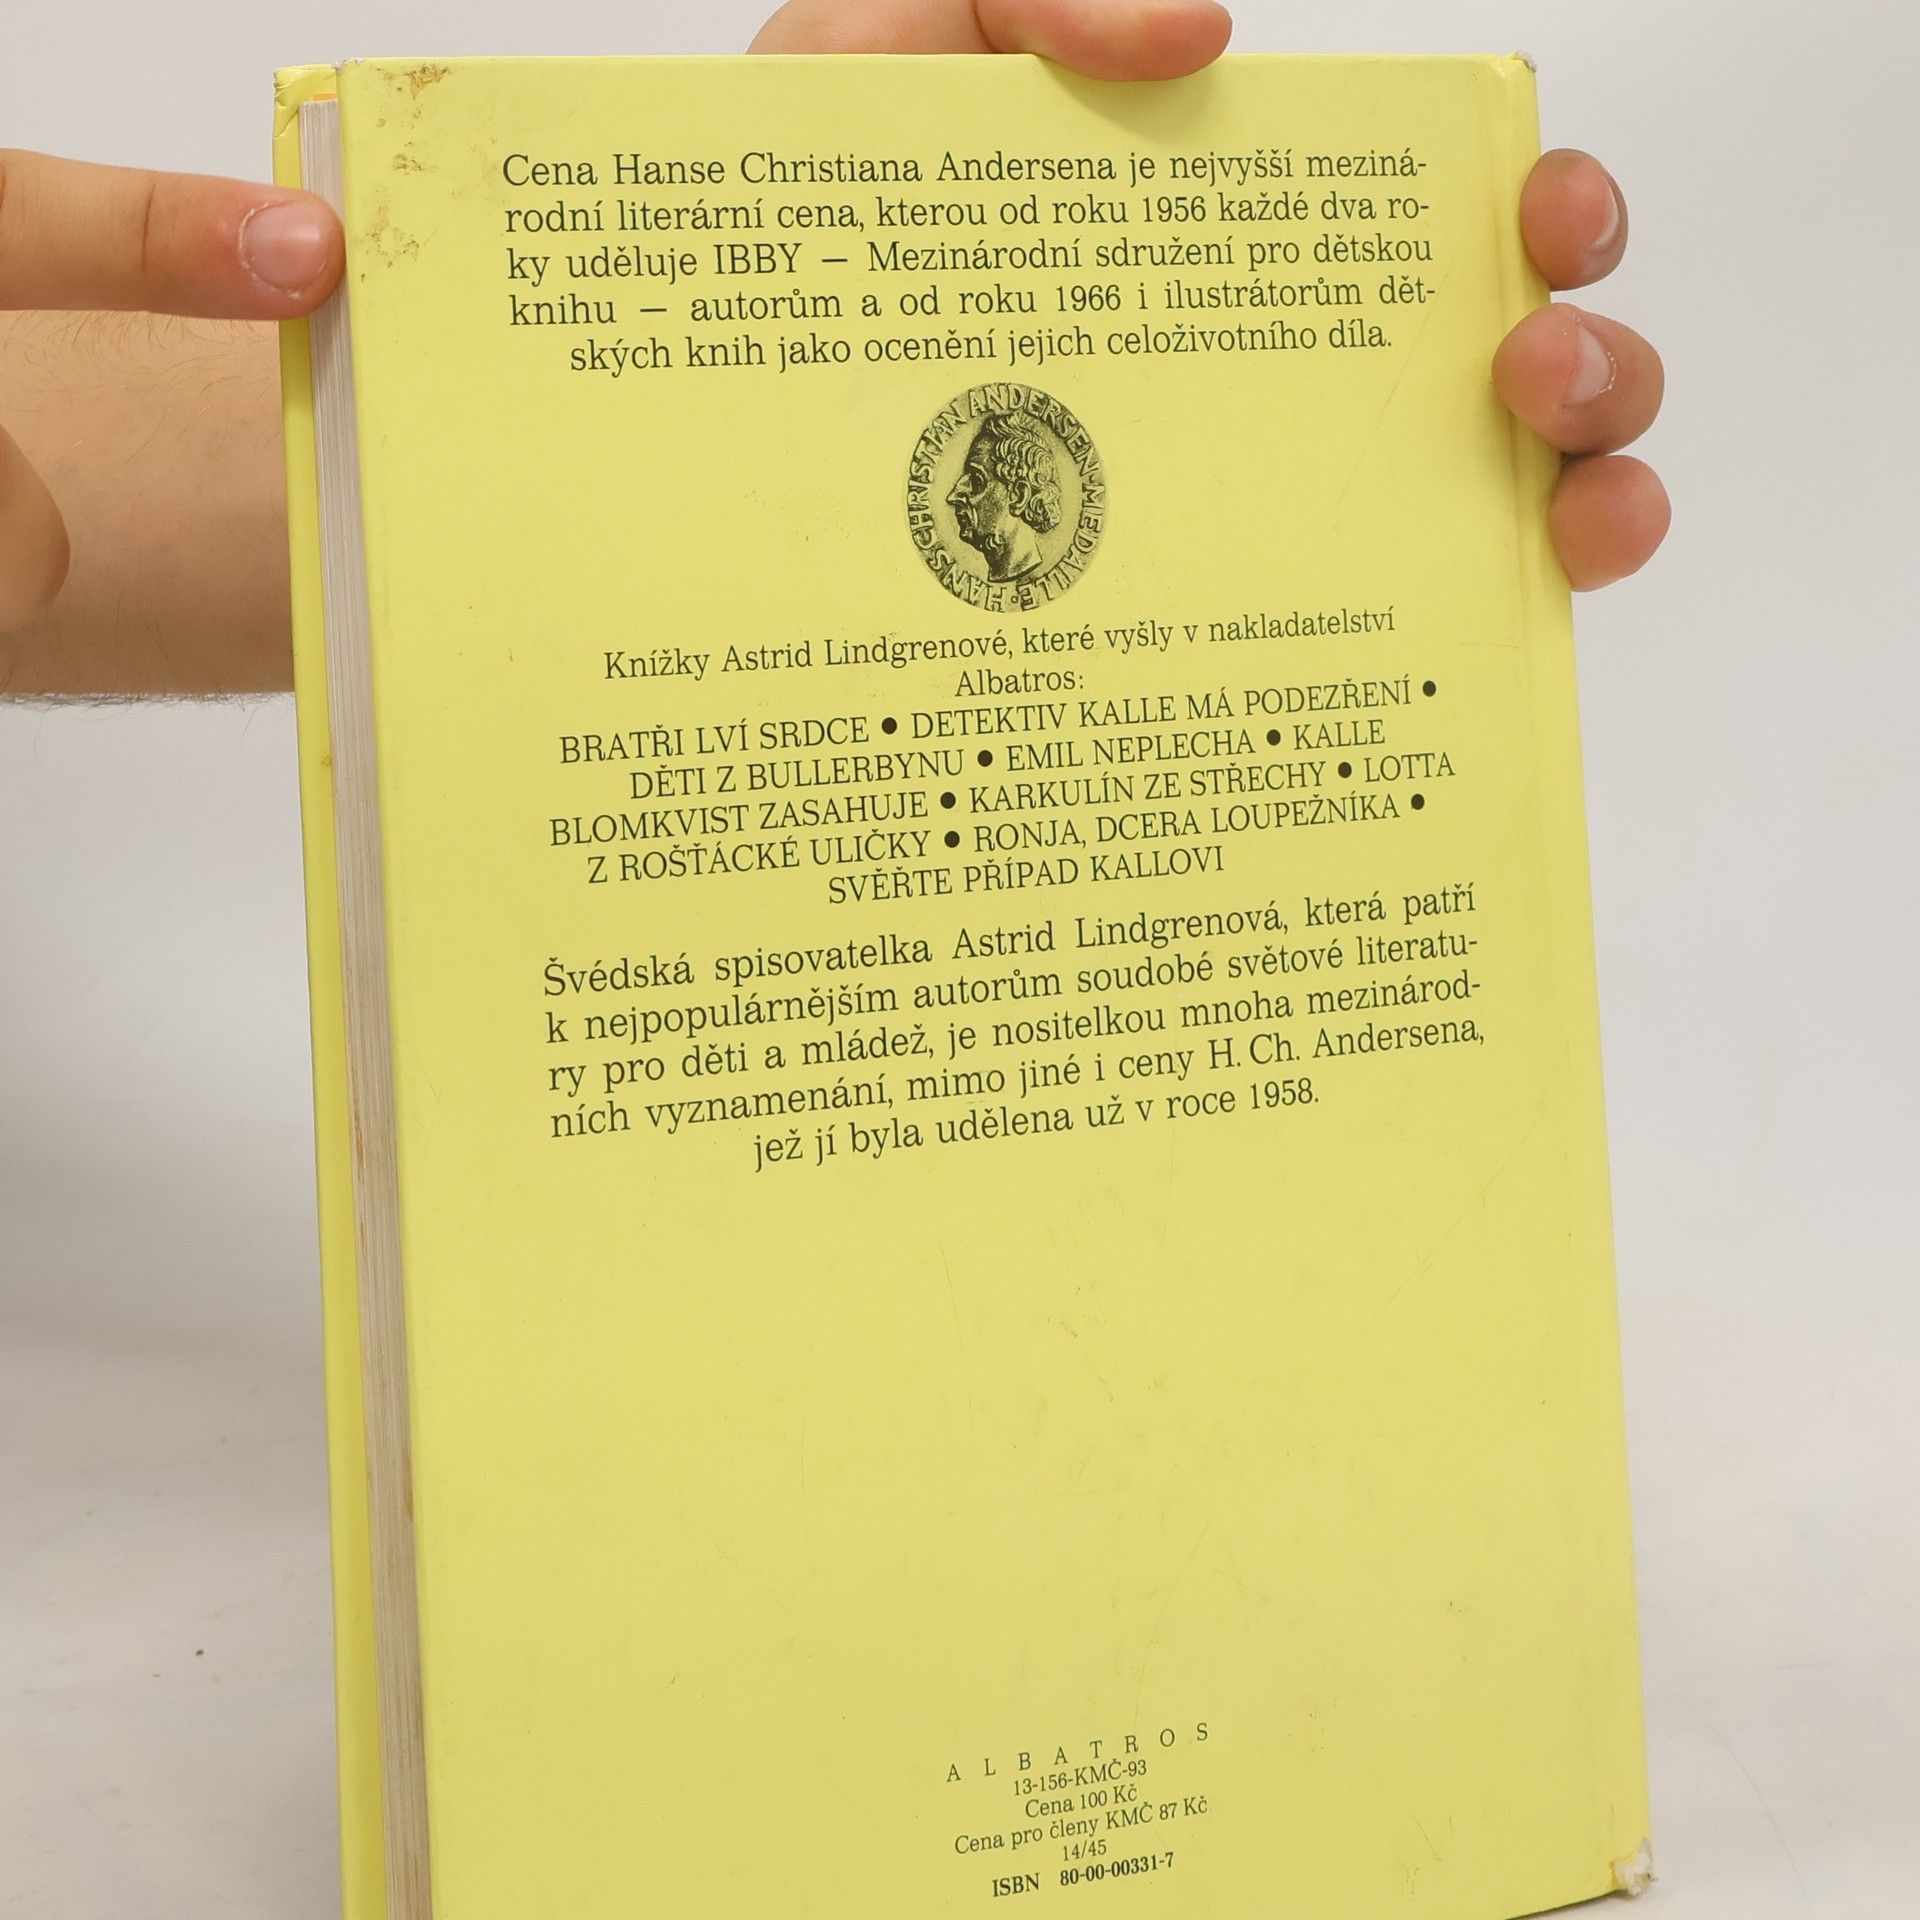 Cena Hanse Christiana Andersena je nejvyšší meziná-
rodní literární cena, kterou od roku 1956 každé dva ro-
ky uděluje IBBY – Mezinárodní sdružení pro dětskou
knihu – autorům a od roku 1966 i ilustrátorům dět-
ských knih jako ocenění jejich celoživotního díla.
HANS CHRISTIAN ANDERSEN-MEDAILLE
Knížky Astrid Lindgrenové, které vyšly v nakladatelství
Albatros:
BRATŘI LVÍ SRDCE ● DETEKTIV KALLE MÁ PODEZŘENÍ ●
DĚTI Z BULLERBYNU ● EMIL NEPLECHA ● KALLE
BLOMKVIST ZASAHUJE ● KARKULÍN ZE STŘECHY ● LOTTA
Z ROŠŤÁCKÉ ULIČKY ● RONJA, DCERA LOUPEŽNÍKA ●
SVĚŘTE PŘÍPAD KALLOVI
Švédská spisovatelka Astrid Lindgrenová, která patří
k nejpopulárnějším autorům soudobé světové literatu-
ry pro děti a mládež, je nositelkou mnoha mezinárod-
ních vyznamenání, mimo jiné i ceny H. Ch. Andersena,
jež jí byla udělena už v roce 1958.
ALBATROS
13-156-KMČ-93
Cena 100 Kč
Cena pro členy KMČ 87 Kč
14/45
ISBN 80-00-00331-7